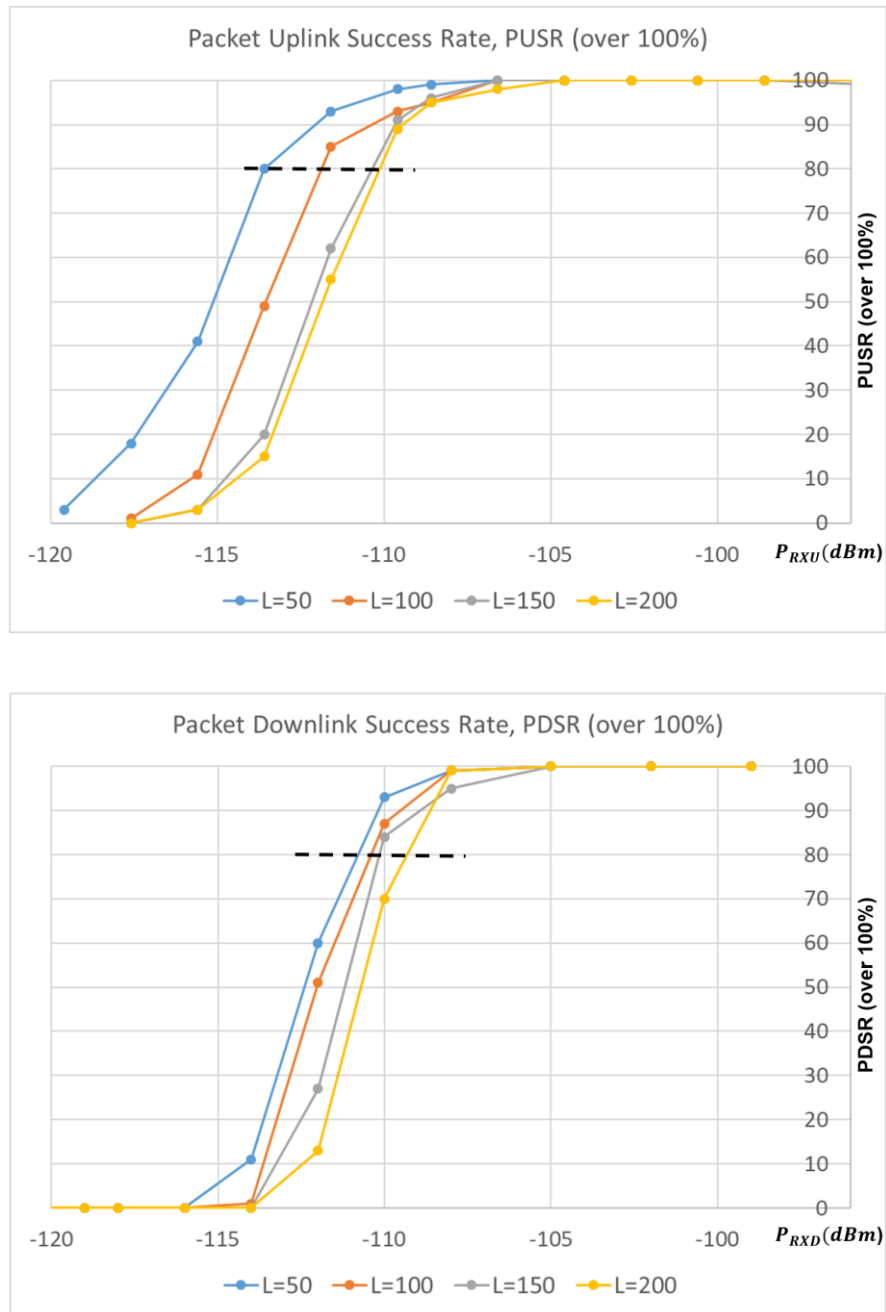 Packet Uplink Success Rate, PUSR (over 100%)
100
90
80
70
60
50
40
30
20
10
0
PUSR (over 100%)
-120 -115 -110 -105 -100 P_RXU(dBm)
L=50 L=100 L=150 L=200
Packet Downlink Success Rate, PDSR (over 100%)
100
90
80
70
60
50
40
30
20
10
0
PDSR (over 100%)
-120 -115 -110 -105 -100 P_RXD(dBm)
L=50 L=100 L=150 L=200